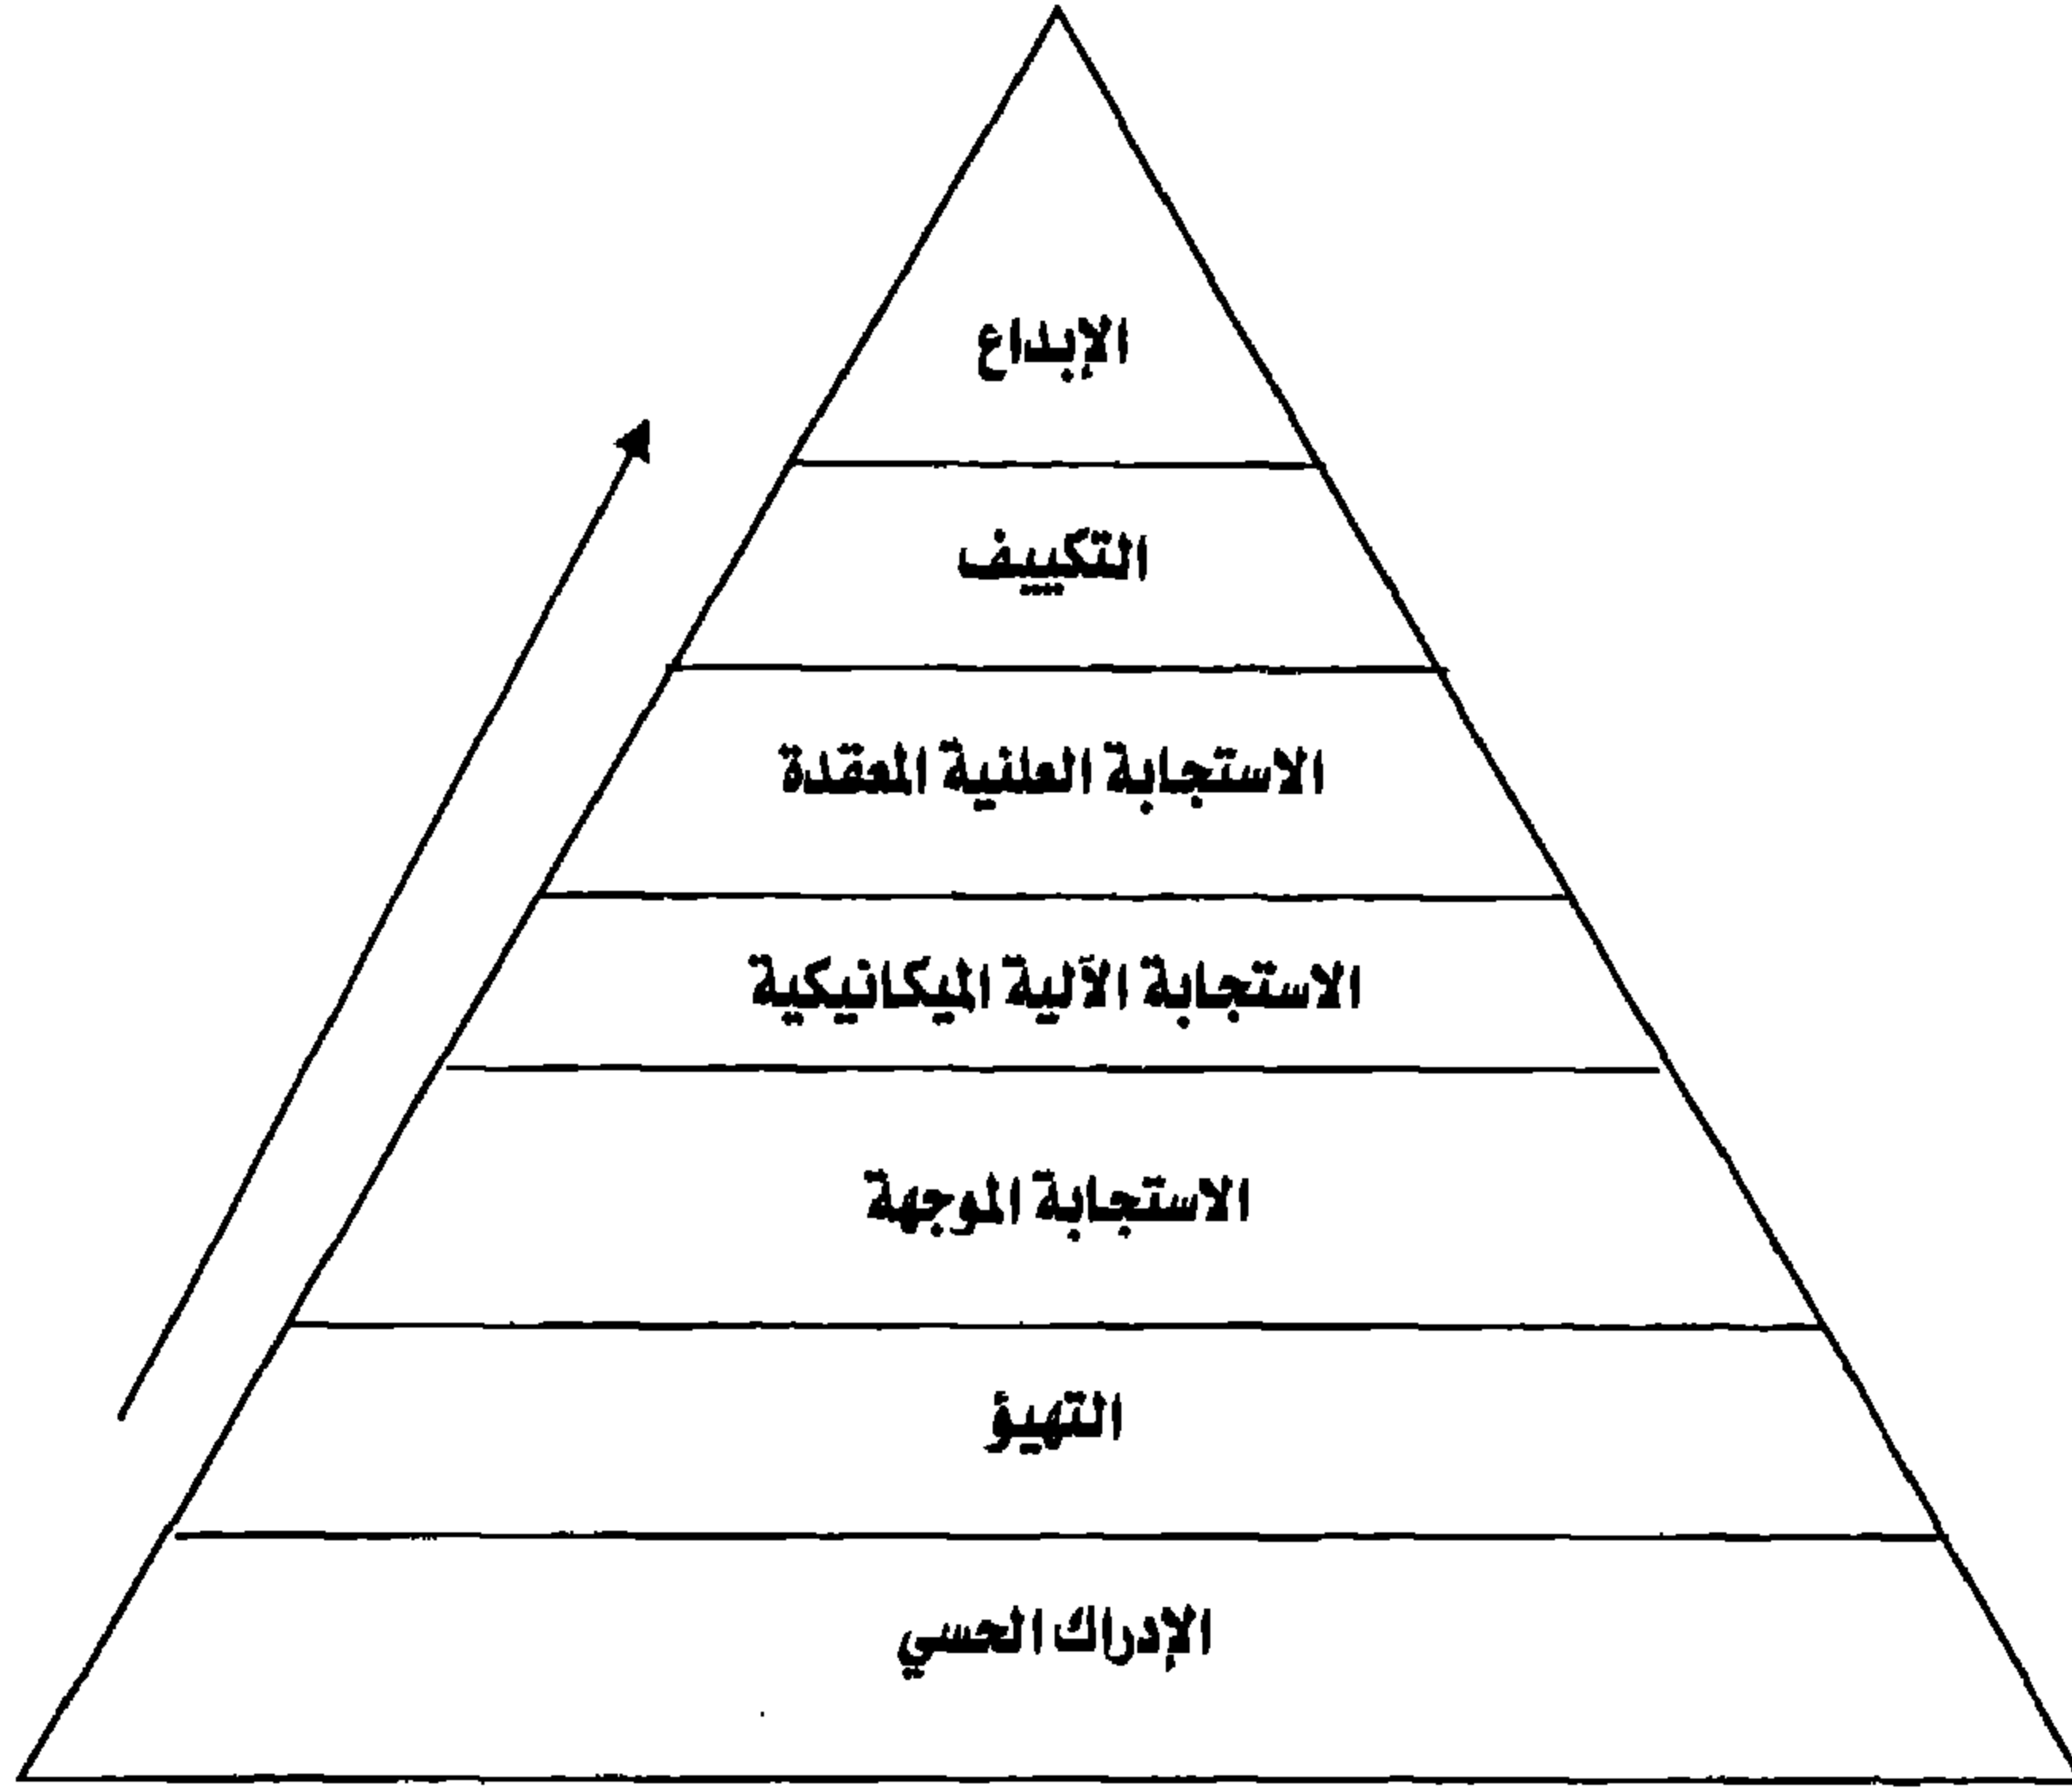 الإبداع
التكييف
الاستجابة العلنية المعقدة
الاستجابة الآلية الميكانيكية
الاستجابة الموجهة
التهيؤ
الإدراك الحسي